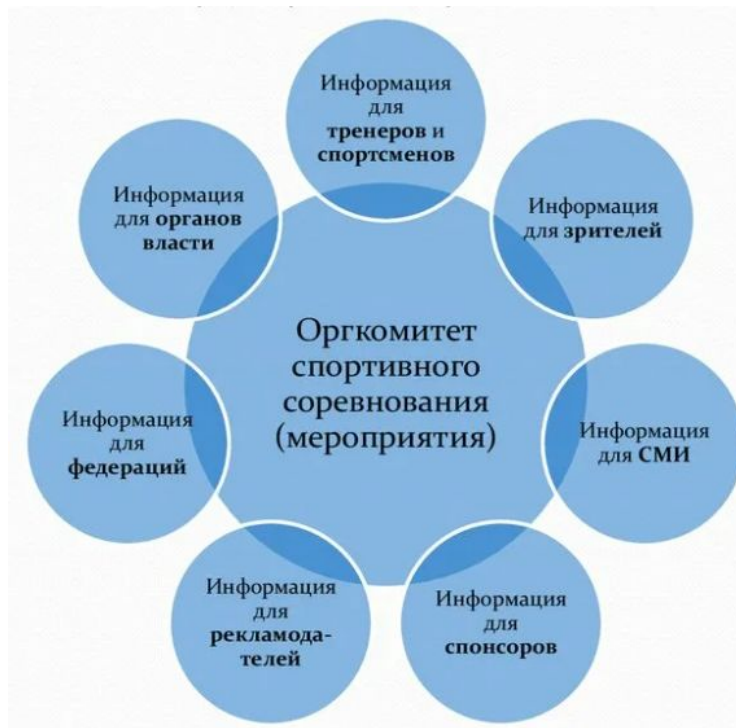 Информация
для
тренеров и
спортсменов
Информация
для зрителей
Информация
для СМИ
Информация
для
спонсоров
Информация
для
рекламода-
телей
Информация
для
федераций
Информация
для органов
власти
Оргкомитет
спортивного
соревнования
(мероприятия)